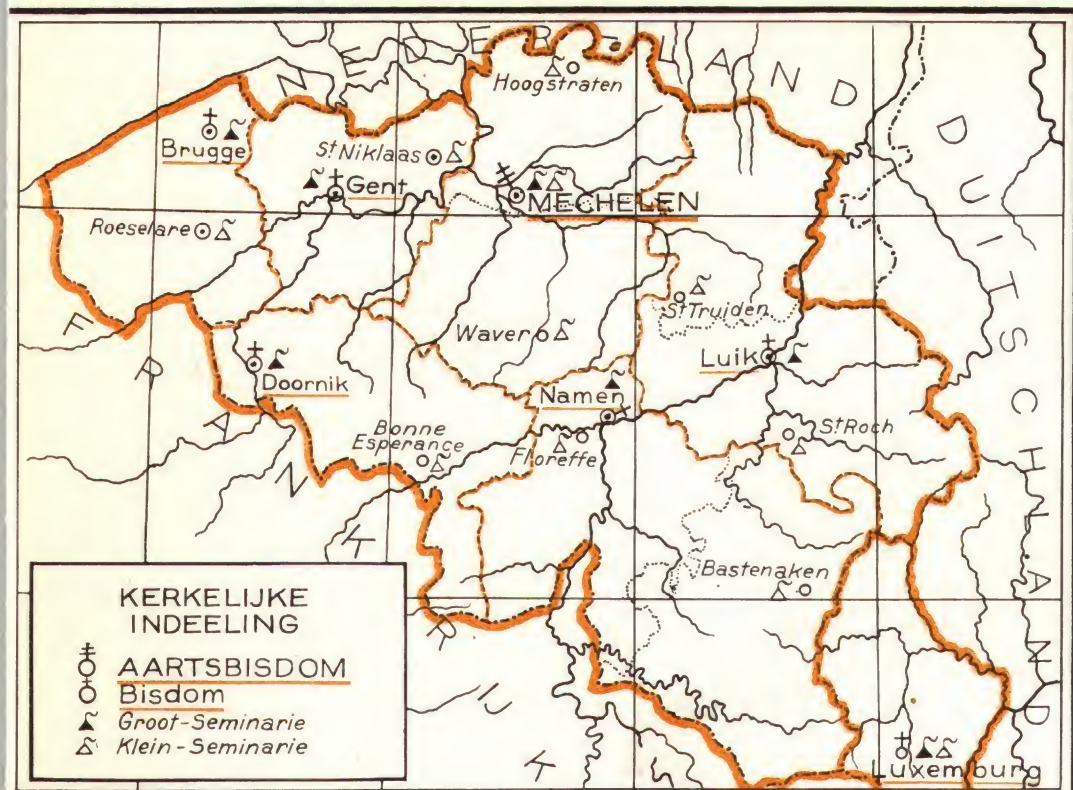 NEDERLAND
Hoogstraten
DUITSCHLAND
Brugge
St Niklaas
Gent
MECHELEN
Roeselare
FRANKRIJK
St Truiden
Waver
Luik
Doornik
Namen
Bonne
Esperance
Floreffe
St Roch
Bastenaken
Luxemburg
KERKELIJKE
INDEELING
AARTSBISDOM
Bisdom
Groot-Seminarie
Klein-Seminarie